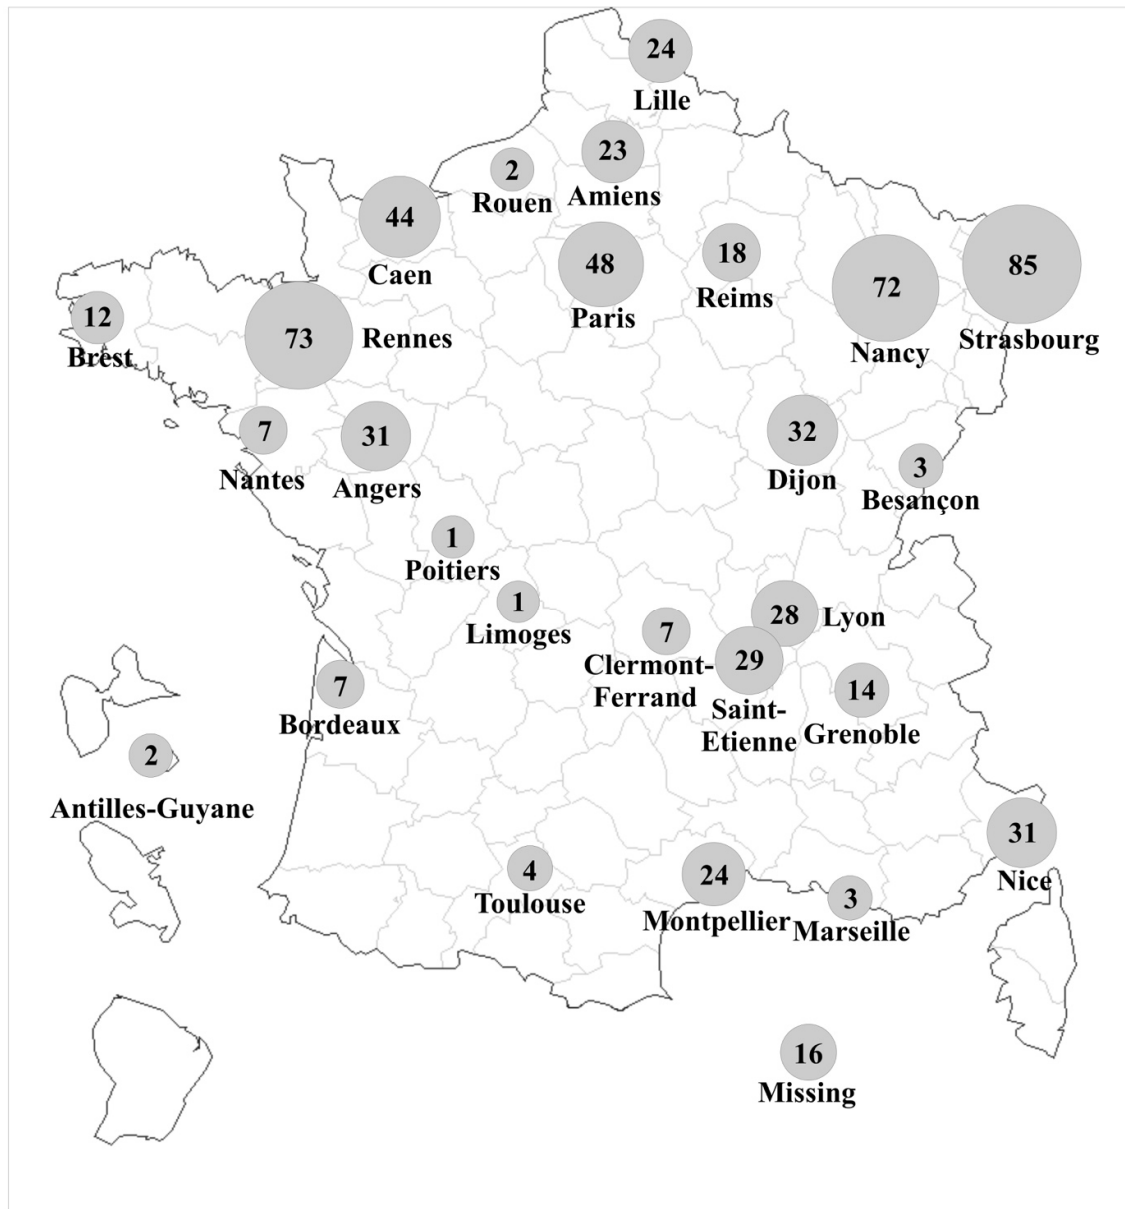 24
Lille
23
Amiens
2
Rouen
44
Caen
48
Paris
18
Reims
72
Nancy
85
Strasbourg
12
Brest
73
Rennes
7
Nantes
31
Angers
32
Dijon
3
Besançon
1
Poitiers
1
Limoges
7
Clermont-
Ferrand
28
Lyon
29
Saint-
Etienne
14
Grenoble
7
Bordeaux
2
Antilles-Guyane
4
Toulouse
24
Montpellier
3
Marseille
31
Nice
16
Missing